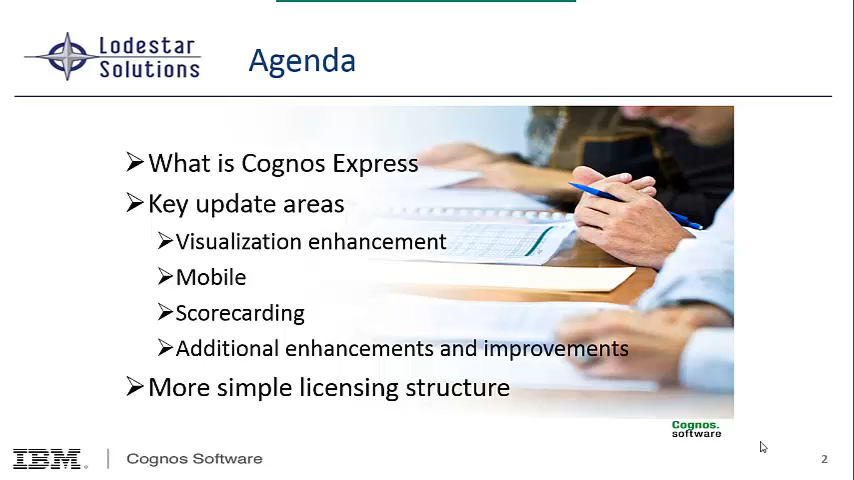 Lodestar
Solutions
Agenda
What is Cognos Express
Key update areas
Visualization enhancement
Mobile
Scorecarding
Additional enhancements and improvements
More simple licensing structure
Cognos.
software
IBM
Cognos Software
2